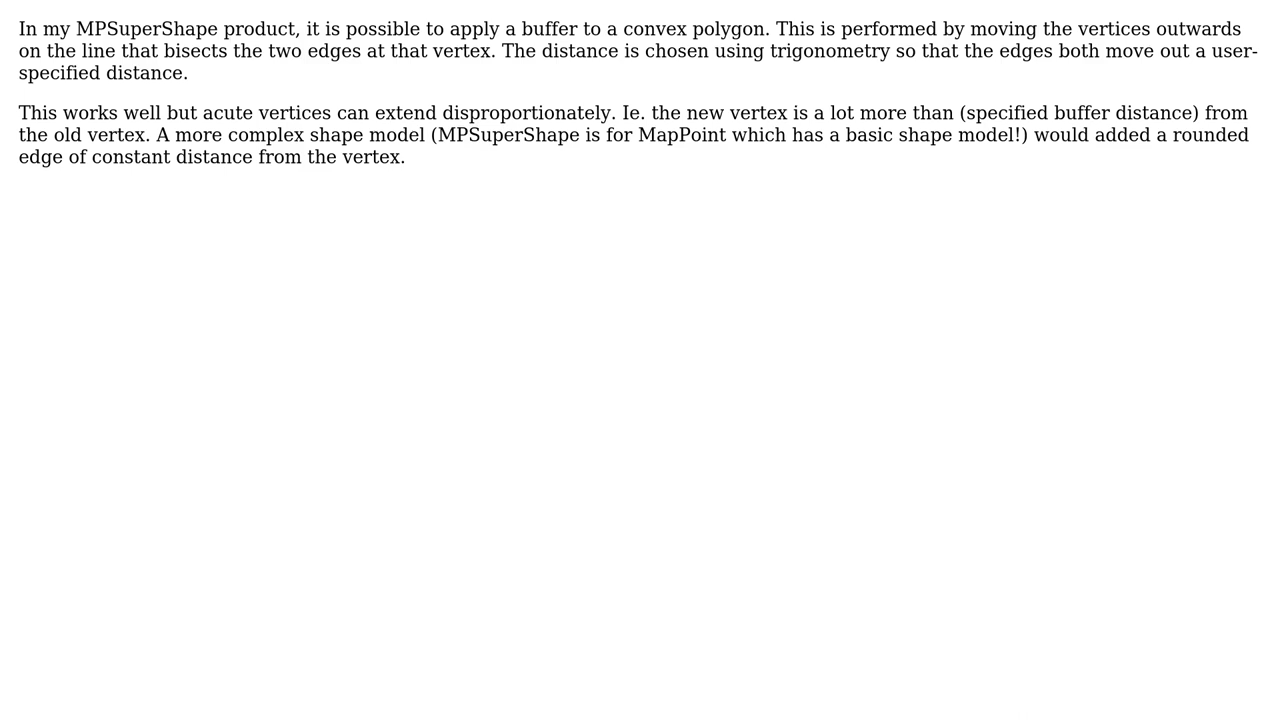 In my MPSuperShape product, it is possible to apply a buffer to a convex polygon. This is performed by moving the vertices outwards
on the line that bisects the two edges at that vertex. The distance is chosen using trigonometry so that the edges both move out a user-
specified distance.
This works well but acute vertices can extend disproportionately. Ie. the new vertex is a lot more than (specified buffer distance) from
the old vertex. A more complex shape model (MPSuperShape is for MapPoint which has a basic shape model!) would added a rounded
edge of constant distance from the vertex.